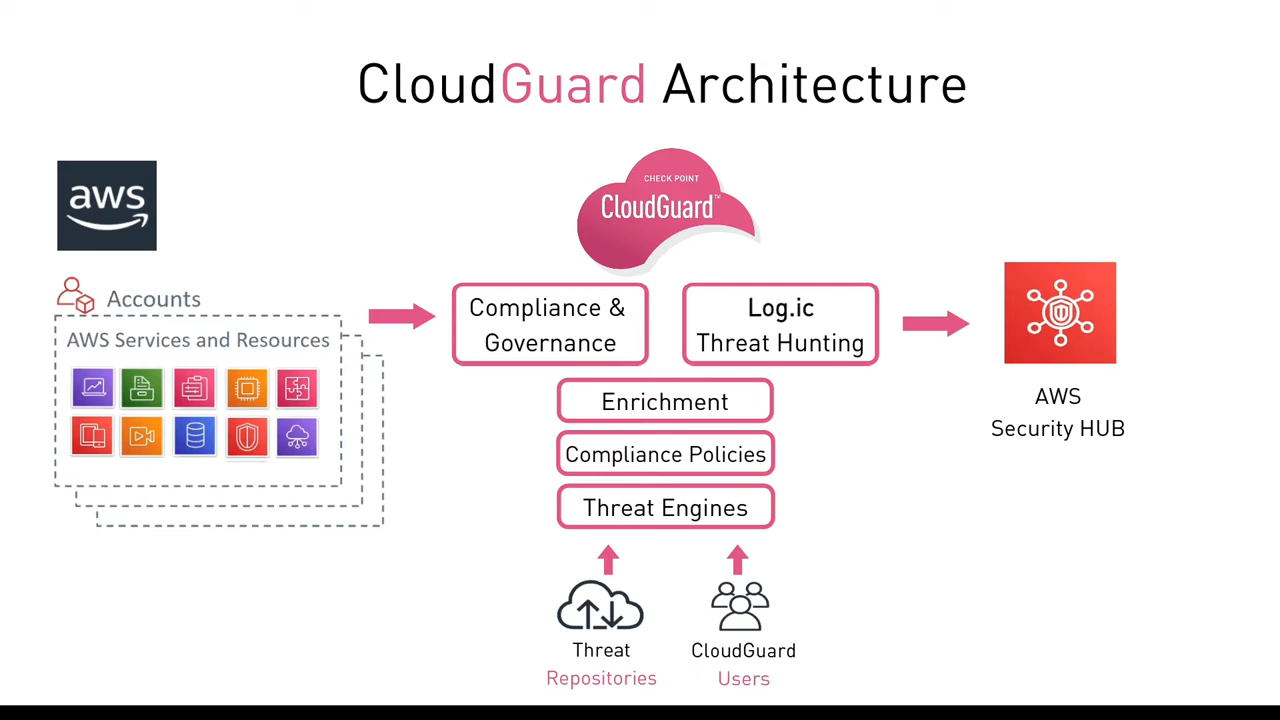 CloudGuard Architecture
aws
CHECK POINT
CloudGuard™
Accounts
AWS Services and Resources
Compliance &
Governance
Log.ic
Threat Hunting
Enrichment
Compliance Policies
Threat Engines
AWS
Security HUB
Threat
Repositories
CloudGuard
Users